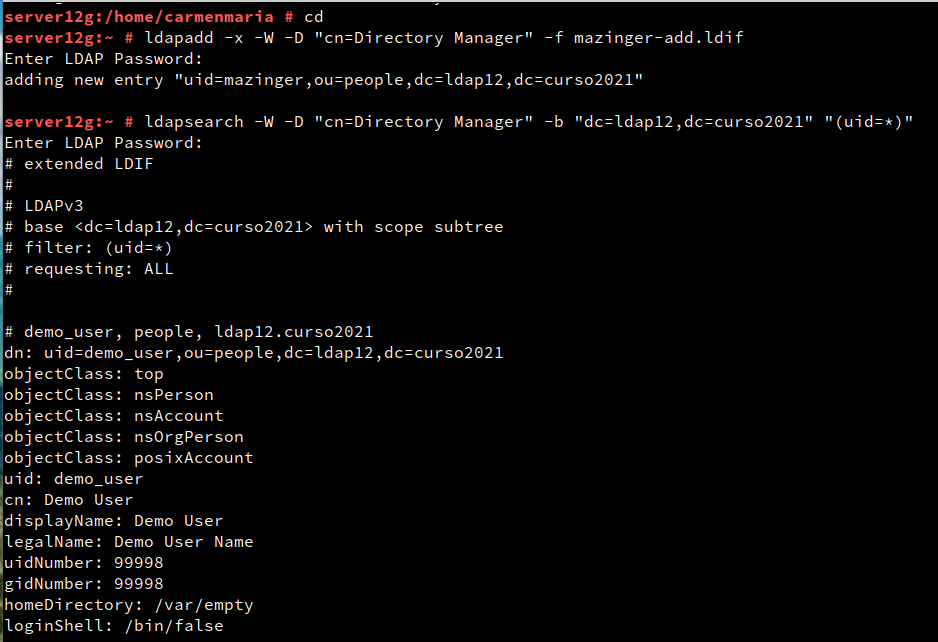 server12g:/home/carmenmaria # cd
server12g:~ # ldapadd -x -W -D "cn=Directory Manager" -f mazinger-add.ldif
Enter LDAP Password:
adding new entry "uid=mazinger,ou=people,dc=ldap12,dc=curso2021"
server12g:~ # ldapsearch -W -D "cn=Directory Manager" -b "dc=ldap12,dc=curso2021" "(uid=*)"
Enter LDAP Password:
# extended LDIF
#
# LDAPv3
# base <dc=ldap12,dc=curso2021> with scope subtree
# filter: (uid=*)
# requesting: ALL
#
# demo_user, people, ldap12.curso2021
dn: uid=demo_user,ou=people,dc=ldap12,dc=curso2021
objectClass: top
objectClass: nsPerson
objectClass: nsAccount
objectClass: nsOrgPerson
objectClass: posixAccount
uid: demo_user
cn: Demo User
displayName: Demo User
legalName: Demo User Name
uidNumber: 99998
gidNumber: 99998
homeDirectory: /var/empty
loginShell: /bin/false